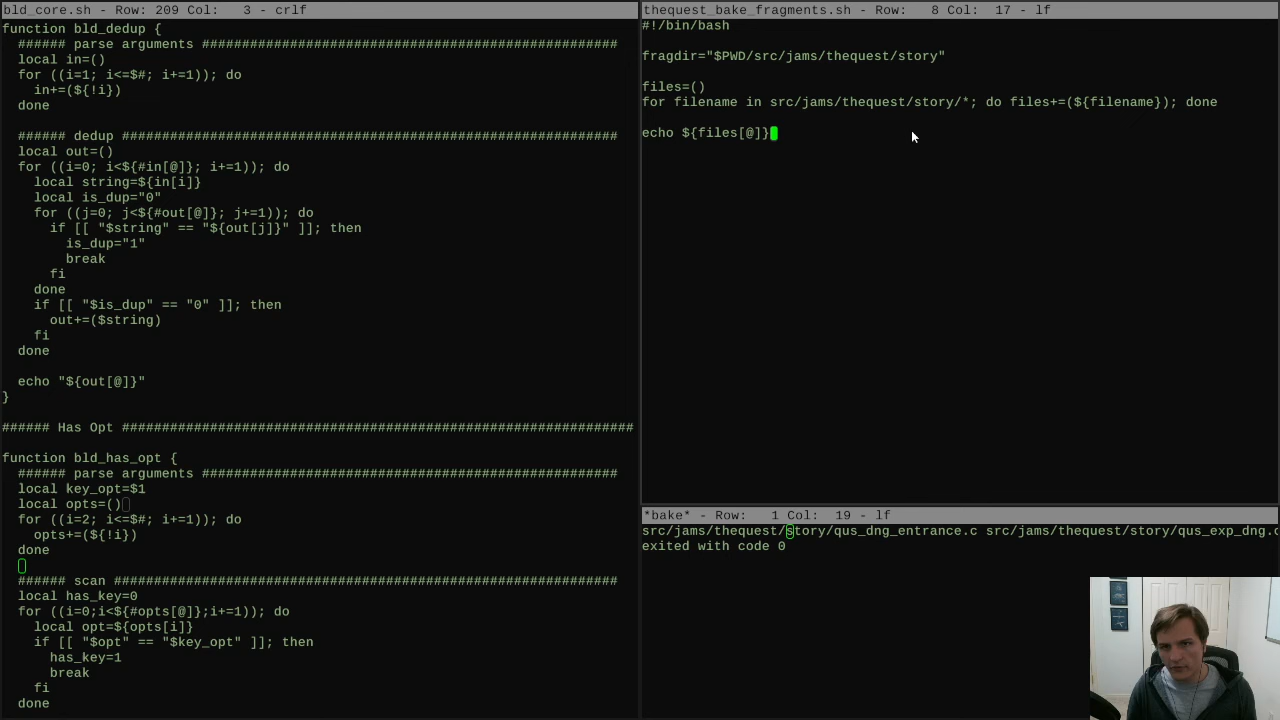 bld_core.sh - Row: 209 Col:   3 - crlf
function bld_dedup {
  ###### parse arguments ####################################################
  local in=()
  for ((i=1; i<=$#; i+=1)); do
    in+=(${!i})
  done

  ###### dedup ##############################################################
  local out=()
  for ((i=0; i<${#in[@]}; i+=1)); do
    local string=${in[i]}
    local is_dup="0"
    for ((j=0; j<${#out[@]}; j+=1)); do
      if [[ "$string" == "${out[j]}" ]]; then
        is_dup="1"
        break
      fi
    done
    if [[ "$is_dup" == "0" ]]; then
      out+=($string)
    fi
  done

  echo "${out[@]}"
}

###### Has Opt ################################################################

function bld_has_opt {
  ###### parse arguments ####################################################
  local key_opt=$1
  local opts=()
  for ((i=2; i<=$#; i+=1)); do
    opts+=(${!i})
  done

  ###### scan ###############################################################
  local has_key=0
  for ((i=0;i<${#opts[@]};i+=1)); do
    local opt=${opts[i]}
    if [[ "$opt" == "$key_opt" ]]; then
      has_key=1
      break
    fi
  done
thequest_bake_fragments.sh - Row:   8 Col:  17 - lf
#!/bin/bash

fragdir="$PWD/src/jams/thequest/story"

files=()
for filename in src/jams/thequest/story/*; do files+=(${filename}); done

echo ${files[@]}
*bake* - Row:   1 Col:  19 - lf
src/jams/thequest/story/qus_dng_entrance.c src/jams/thequest/story/qus_exp_dng.c
exited with code 0